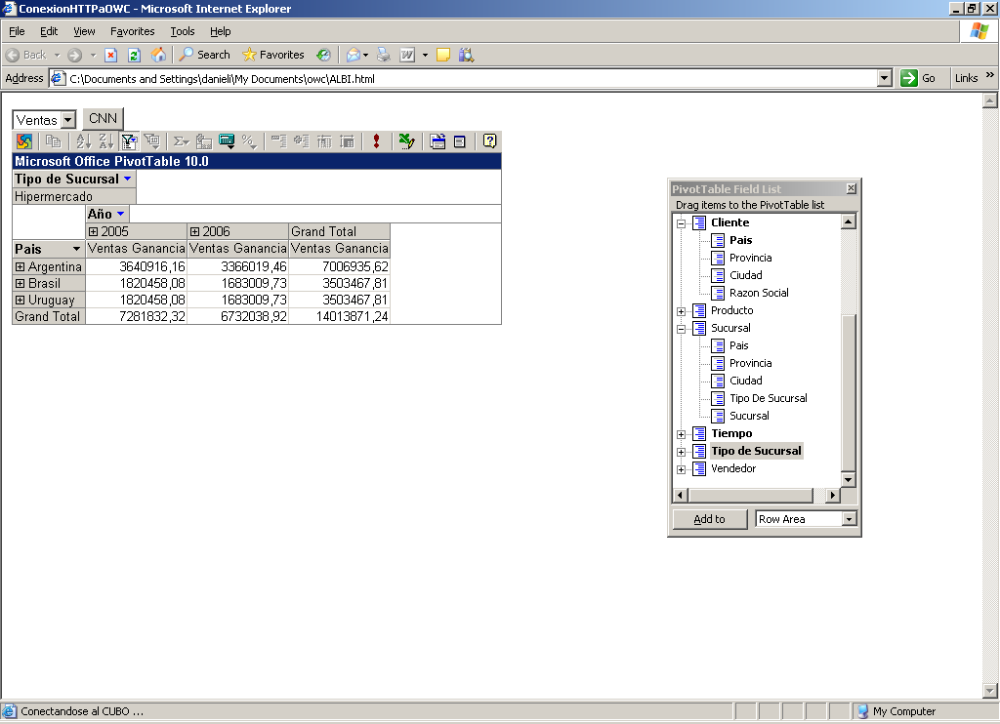 ConexionHTTPaOWC - Microsoft Internet Explorer
File Edit View Favorites Tools Help
Back Search Favorites
Address C:\Documents and Settings\danieli\My Documents\owc\ALBI.html Go Links »
Ventas CNN
Microsoft Office PivotTable 10.0
Tipo de Sucursal
Hipermercado
Año
2005 2006 Grand Total
Pais Ventas Ganancia Ventas Ganancia Ventas Ganancia
Argentina 3640916,16 3366019,46 7006935,62
Brasil 1820458,08 1683009,73 3503467,81
Uruguay 1820458,08 1683009,73 3503467,81
Grand Total 7281832,32 6732038,92 14013871,24
PivotTable Field List
Drag items to the PivotTable list
Cliente
Pais
Provincia
Ciudad
Razon Social
Producto
Sucursal
Pais
Provincia
Ciudad
Tipo De Sucursal
Sucursal
Tiempo
Tipo de Sucursal
Vendedor
Add to Row Area
Conectandose al CUBO ... My Computer